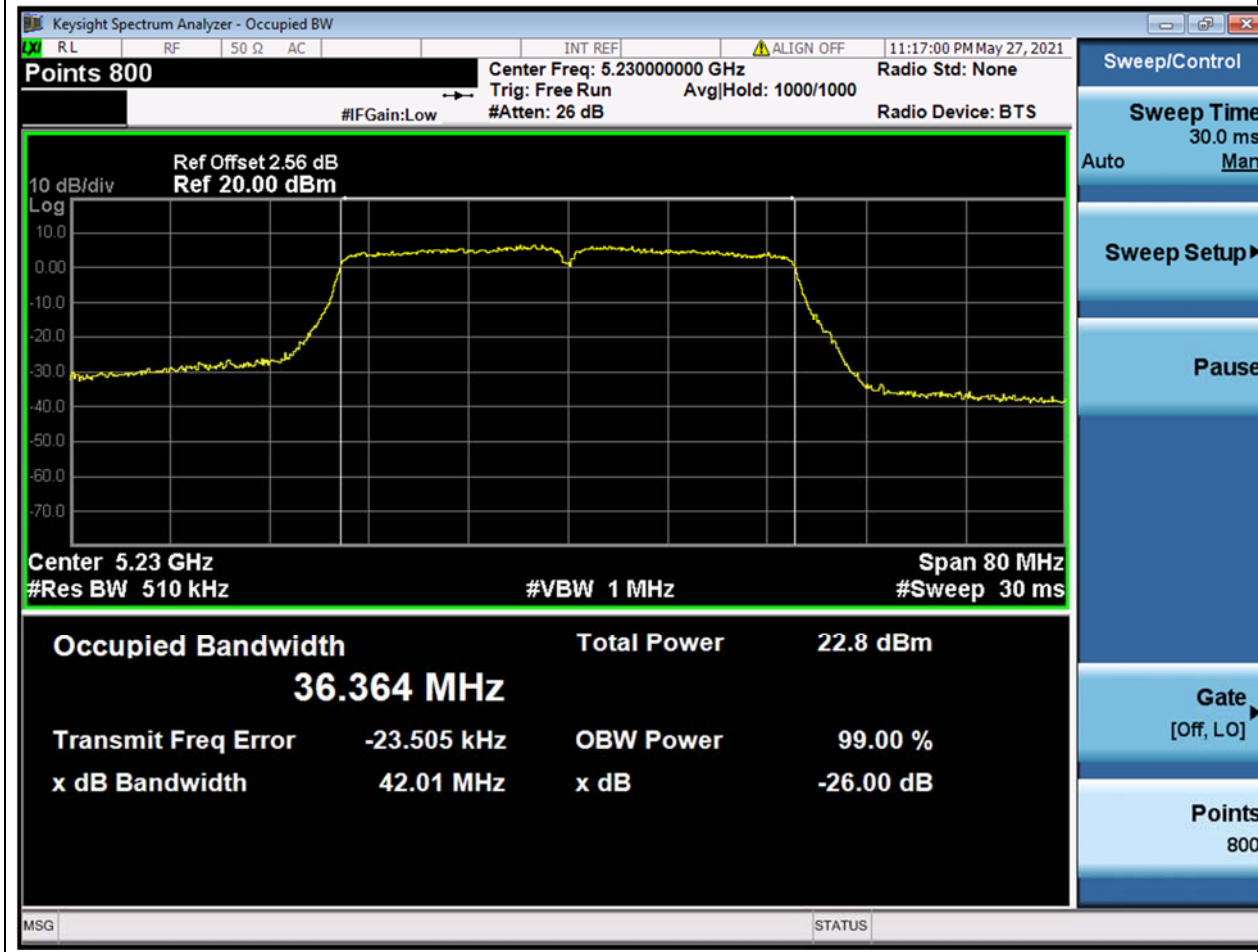 Keysight Spectrum Analyzer - Occupied BW
LXI RL RF 50 Ω AC INT REF ALIGN OFF 11:17:00 PM May 27, 2021
Points 800
Center Freq: 5.230000000 GHz Radio Std: None
Trig: Free Run Avg|Hold: 1000/1000
#IFGain:Low #Atten: 26 dB Radio Device: BTS
Ref Offset 2.56 dB
10 dB/div Ref 20.00 dBm
Log
10.0
0.00
-10.0
-20.0
-30.0
-40.0
-50.0
-60.0
-70.0
Center 5.23 GHz Span 80 MHz
#Res BW 510 kHz #VBW 1 MHz #Sweep 30 ms
Occupied Bandwidth Total Power 22.8 dBm
36.364 MHz
Transmit Freq Error -23.505 kHz OBW Power 99.00 %
x dB Bandwidth 42.01 MHz x dB -26.00 dB
MSG STATUS
Sweep/Control
Sweep Time
30.0 ms
Auto Man
Sweep Setup
Pause
Gate
[Off, LO]
Points
800